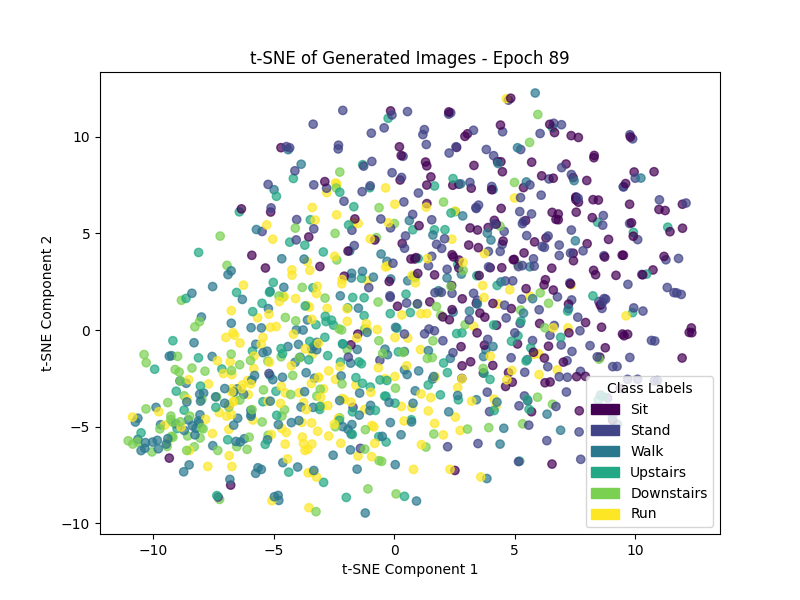 t-SNE of Generated Images - Epoch 89
10
5
0
−5
−10
t-SNE Component 2
−10
−5
0
5
10
t-SNE Component 1
Class Labels
Sit
Stand
Walk
Upstairs
Downstairs
Run